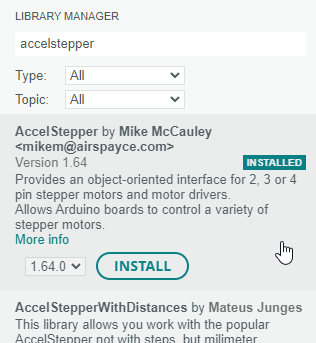 LIBRARY MANAGER
accelstepper
Type: All
Topic: All
AccelStepper by Mike McCauley
<mikem@airspayce.com>
Version 1.64 INSTALLED
Provides an object-oriented interface for 2, 3 or 4
pin stepper motors and motor drivers.
Allows Arduino boards to control a variety of
stepper motors.
More info
1.64.0 INSTALL
AccelStepperWithDistances by Mateus Junges
This library allows you work with the popular
AccelStepper not with steps, but milimeter